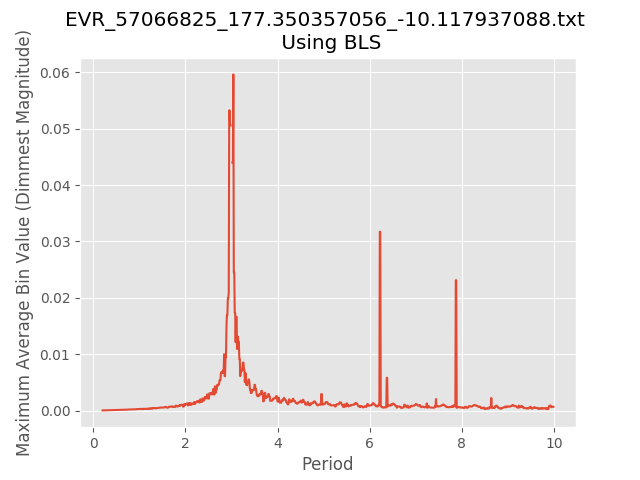 EVR_57066825_177.350357056_-10.117937088.txt
Using BLS
Maximum Average Bin Value (Dimmest Magnitude)
0.06
0.05
0.04
0.03
0.02
0.01
0.00
0 2 4 6 8 10
Period